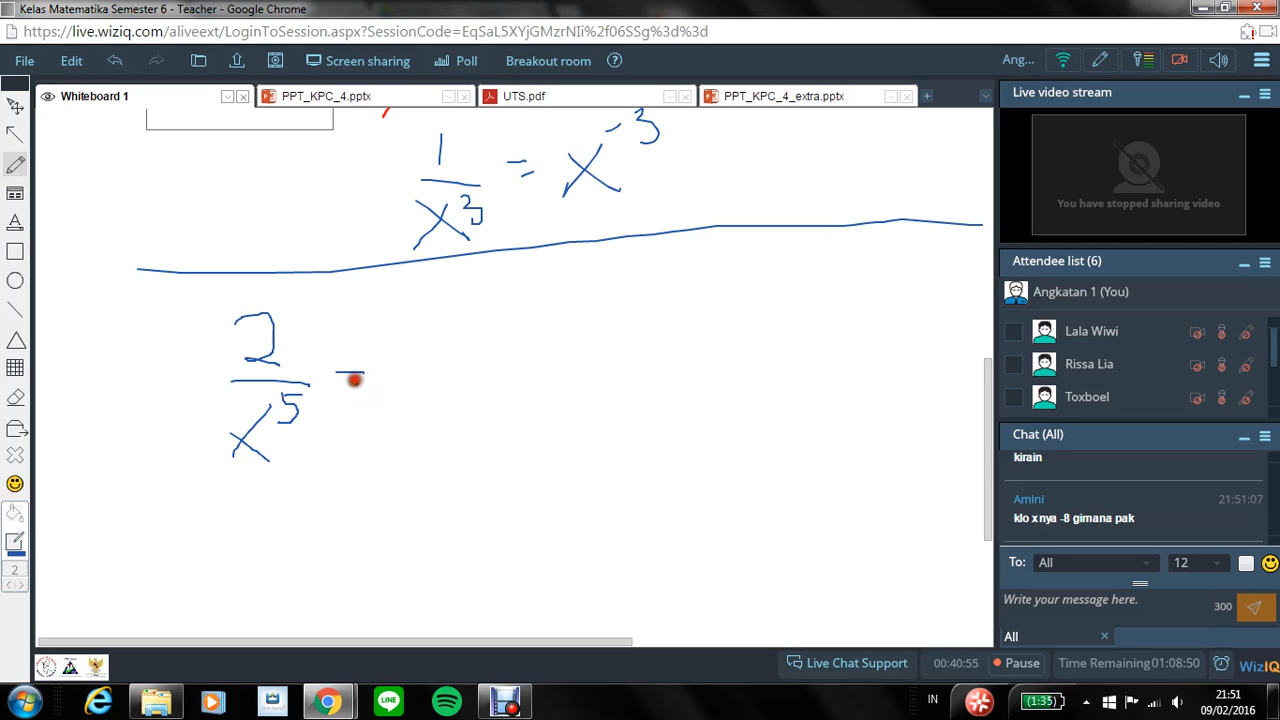 Kelas Matematika Semester 6 - Teacher - Google Chrome
https://live.wiziq.com/aliveext/LoginToSession.aspx?SessionCode=EqSaL5XYjGMzrNIi%2f06SSg%3d%3d
File Edit Screen sharing Poll Breakout room ? Ang...
Whiteboard 1 PPT_KPC_4.pptx UTS.pdf PPT_KPC_4_extra.pptx
Live video stream
You have stopped sharing video
1
— = x⁻³
x³
2
— =
x⁵
Attendee list (6)
Angkatan 1 (You)
Lala Wiwi
Rissa Lia
Toxboel
Chat (All)
kirain
Amini 21:51:07
klo x nya -8 gimana pak
To: All 12
Write your message here. 300
All
2
Live Chat Support 00:40:55 Pause Time Remaining 01:08:50 WizIQ
IN (1:35) 21:51
09/02/2016